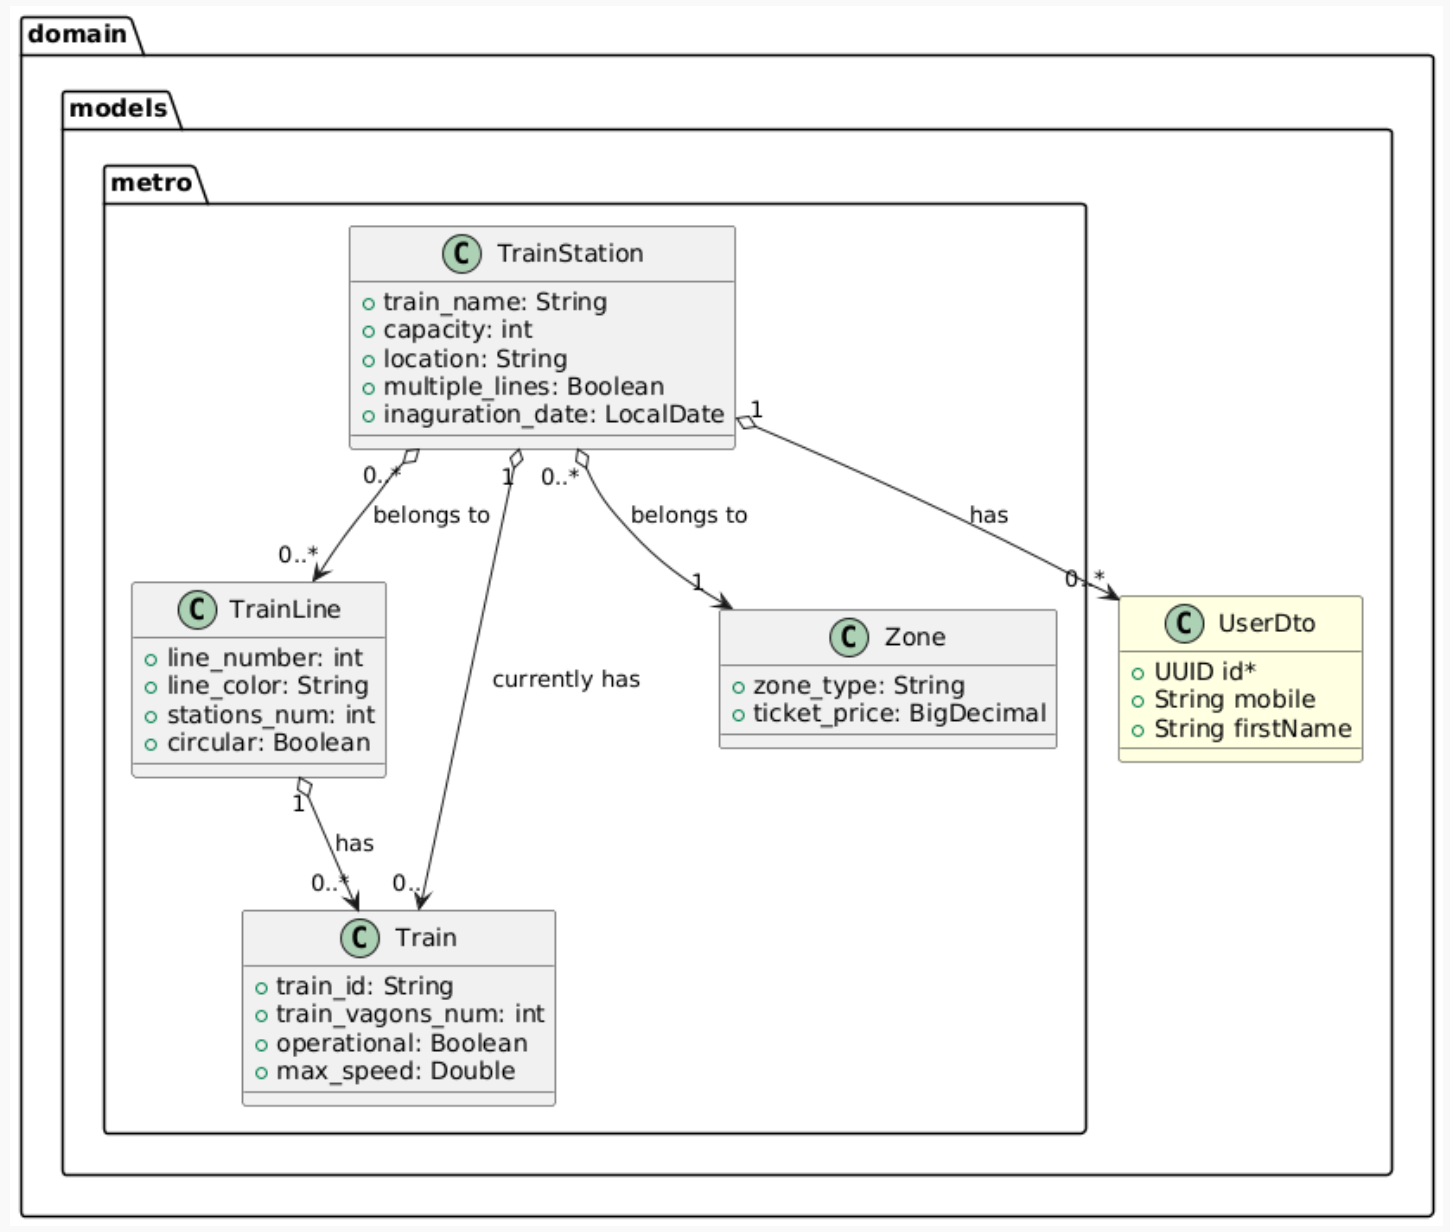 domain
models
metro
C TrainStation
train_name: String
capacity: int
location: String
multiple_lines: Boolean
inaguration_date: LocalDate
1
0..*
1
0..*
belongs to
belongs to
has
0..*
1
0..*
C TrainLine
line_number: int
line_color: String
stations_num: int
circular: Boolean
C Zone
zone_type: String
ticket_price: BigDecimal
C UserDto
UUID id*
String mobile
String firstName
currently has
1
has
0..*
0..
C Train
train_id: String
train_vagons_num: int
operational: Boolean
max_speed: Double